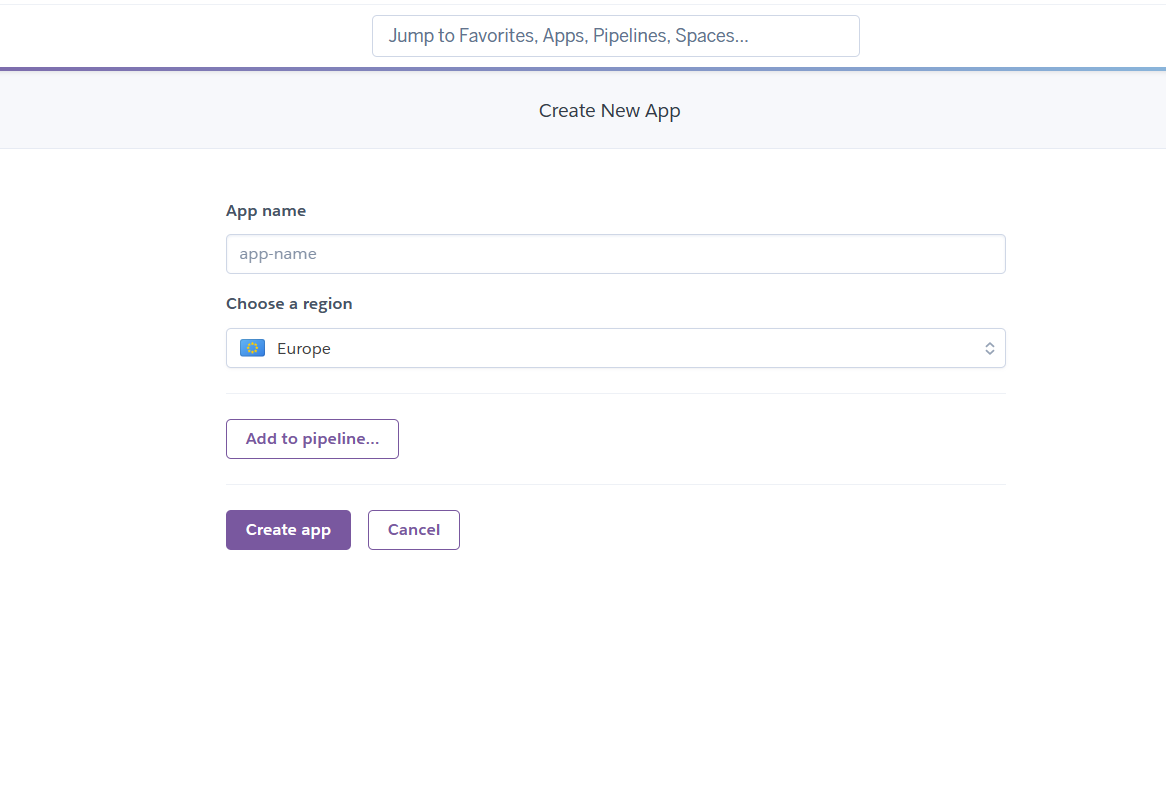 Jump to Favorites, Apps, Pipelines, Spaces...
Create New App
App name
app-name
Choose a region
Europe
Add to pipeline...
Create app
Cancel